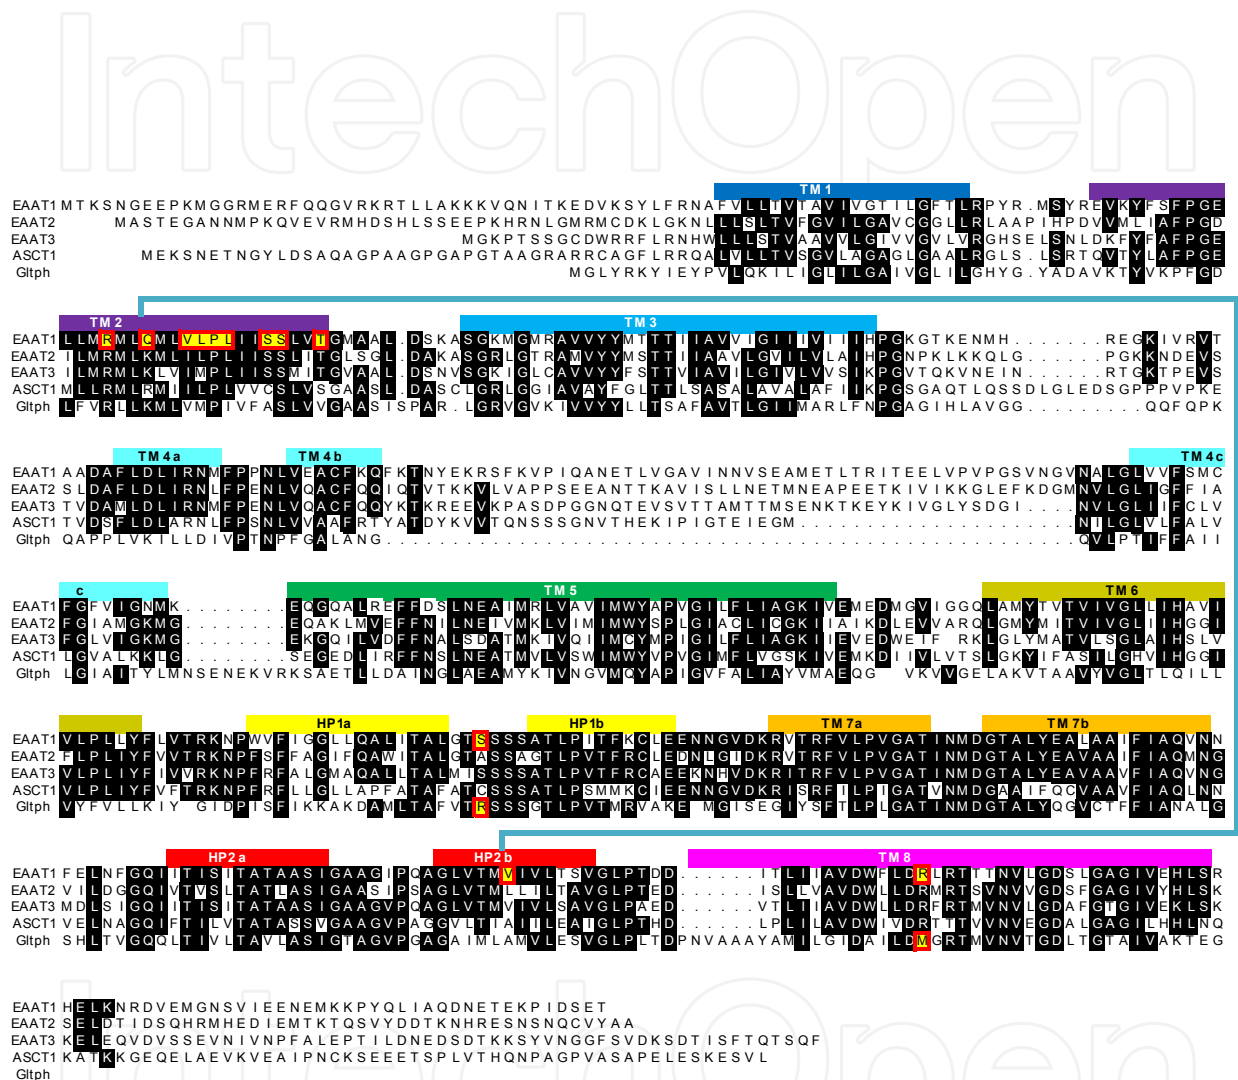 IntechOpen
TM 1
EAAT1 MTKSNGEEPKMGGRMERFQQGVRKRTLLAKKKVQNITKEDVKSYLFRNAFVLLTVTAVIVGTILGFTLRPYR.MSYREVKYFSFPGE
EAAT2 MASTEGANNMPKQVEVRMHDSHLSSEEPKHRNLGMRMCDKLGKNLLLSLTVFGVILGAVCGGLLRLAAPIHPDVVMLIAFPGD
EAAT3 MGKPTSSGCDWRRFLRNHWLLLSTVAAVVLGIVVGVLVRGHSELSNLDKFYFAFPGE
ASCT1 MEKSNETNGYLDSAQAGPAAGPGAPGTAAGRARRCAGFLRRQALVLLTVSGVLAGAGLGAALRGLS.LSRTQVTYLAFPGE
Gltph MGLYRKYIEYPVLQKILIGLILGAIVGLILGHYG.YADAVKTYVKPFGD
TM 2 TM 3
EAAT1 LLMRMLQMLVLPLIISSLVTGMAAL.DSKASGKMGMRAVVYYMTTTIIAVVIGIIIVIIIHPGKGTKENMH........REGKIVRVT
EAAT2 ILMRMLKMLILPLIISSLITGLSGL.DAKASGRLGTRAMVYYMSTTIIAAVLGVILVLAIHPGNPKLKKQLG.......PGKKNDEVS
EAAT3 ILMRMLKLVIMPLIISSMITGVAAL.DSNVSGKIGLCAVVYYFSTTVIAVILGIVLVVSIKPGVTQKVNEIN.......RTGKTPEVS
ASCT1 MLLRMLRMIILPLVVCSLVSGAASL.DASCLGRLGGIAVAYFGLTTLSASALAVALAFIIKPGSGAQTLQSSDLGLEDSGPPPVPKE
Gltph LFVRLLKMLVMPIVFASLVVGAASISPAR.LGRVGVKIVVYYLLTSAFAVTLGIIMARLFNPGAGIHLAVGG.........QQFQPK
TM 4a TM 4b TM 4c
EAAT1 AADAFLDLIRNMFPPNLVEACFKQFKTNYEKRSFKVPIQANETLVGAVINNVSEAMETLTRITEELVPVPGSVNGVNALGLVVFSMC
EAAT2 SLDAFLDLIRNLFPENLVQACFQQIQTVTKKVLVAPPSEEANTTKAVISLLNETMNEAPEETKIVIKKGLEFKDGMNVLGLIGFFIA
EAAT3 TVDAMLDLIRNMFPENLVQACFQQYKTKREEVKPASDPGGNQTEVSVTTAMTTMSENKTKEYKIVGLYSDGI....NVLGLIIFCLV
ASCT1 TVDSFLDLARNLFPSNLVVAAFRTYATDYKVVTQNSSSGNVTHEKIPIGTEIEGM.....................NILGLVLFALV
Gltph QAPPLVKILLDIVPTNPFGALANG....................................................QVLPTIFFAII
c TM 5 TM 6
EAAT1 FGFVIGNMK........EQGQALREFFDSLNEAIMRLVAVIMWYAPVGILFLIAGKIVEMEDMGVIGGQLAMYTVTVIVGLLIHAVI
EAAT2 FGIAMGKMG........EQAKLMVEFFNILNEIVMKLVIMIMWYSPLGIACLICGKIIAIKDLEVVARQLGMYMITVIVGLIIHGGI
EAAT3 FGLVIGKMG........EKGQILVDFFNALSDATMKIVQIIMCYMPIGILFLIAGKIIEVEDWEIF RKLGLYMATVLSGLAIHSLV
ASCT1 LGVALKKLG........SEGEDLIRFFNSLNEATMVLVSWIMWYVPVGIMFLVGSKIVEMKDIIVLVTSLGKYIFASILGHVIHGGI
Gltph LGIAITYLMNSENEKVRKSAETLLDAINGLAEAMYKIVNGVMQYAPIGVFALIAYVMAEQG VKVVGELAKVTAAVYVGLTLQILL
HP1a HP1b TM 7a TM 7b
EAAT1 VLPLLYFLVTRKNPWVFIGGLLQALITALGTSSSSATLPITFKCLEENNGVDKRVTRFVLPVGATINMDGTALYEALAAIFIAQVNN
EAAT2 FLPLIYFVVTRKNPFSFFAGIFQAWITALGTASSAGTLPVTFRCLEDNLGIDKRVTRFVLPVGATINMDGTALYEAVAAIFIAQMNG
EAAT3 VLPLIYFIVVRKNPFRFALGMAQALLTALMISSSSATLPVTFRCAEEKNHVDKRITRFVLPVGATINMDGTALYEAVAAVFIAQVNG
ASCT1 VLPLIYFVFTRKNPFRFLLGLLAPFATAFATCSSSATLPSMMKCIEENNGVDKRISRFILPIGATVNMDGAAIFQCVAAVFIAQLNN
Gltph VYFVLLKIY GIDPISFIKKAKDAMLTAFVTRSSSGTLPVTMRVAKE MGISEGIYSFTLPLGATINMDGTALYQGVCTFFIANALG
HP2a HP2b TM 8
EAAT1 FELNFGQIITISITATAASIGAAGIPQAGLVTMVIVLTSVGLPTDD.....ITLIIAVDWFLDRLRTTTNVLGDSLGAGIVEHLSR
EAAT2 VILDGGQIVTVSLTATLASIGAASIPSAGLVTMLLILTAVGLPTED.....ISLLVAVDWLLDRMRTSVNVVGDSFGAGIVYHLSK
EAAT3 MDLSIGQIITISITATAASIGAAGVPQAGLVTMVIVLSAVGLPAED.....VTLIIAVDWLLDRFRTMVNVLGDAFGTGIVEKLSK
ASCT1 VELNAGQIFTILVTATASSVGAAGVPAGGVLTIAIILEAIGLPTHD.....LPLILAVDWIVDRTTTVVNVEGDALGAGILHHLNQ
Gltph SHLTVGQQLTIVLTAVLASIGTAGVPGAGAIMLAMVLESVGLPLTDPNVAAAYAMILGIDAILDMGRTMVNVTGDLTGTAIVAKTEG
EAAT1 HELKNRDVEMGNSVIEENEMKKPYQLIAQDNETEKPIDSET
EAAT2 SELDTIDSQHRMHEDIEMTKTQSVYDDTKNHRESNSNQCVYAA
EAAT3 KELEQVDVSSEVNIVNPFALEPTILDNEDSDTKKSYVNGGFSVDKSDTISFTQTSQF
ASCT1 KATKKGEQELAEVKVEAIPNCKSEEETSPLVTHQNPAGPVASAPELESKESVL
Gltph